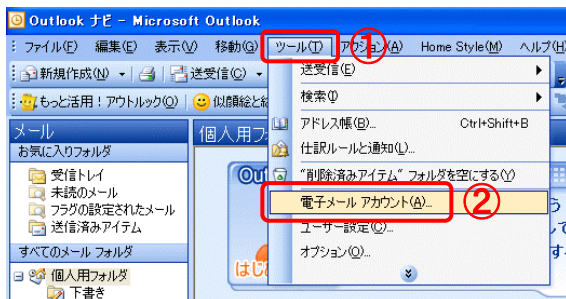 Outlook ナビ - Microsoft Outlook
ファイル(F) 編集(E) 表示(V) 移動(G) ツール(T) ① アクション(A) Home Style(M) ヘルプ(H)
新規作成(N) 送受信(C)
もっと活用！アウトルック(O) 似顔絵と絵
メール
お気に入りフォルダ
受信トレイ
未読のメール
フラグの設定されたメール
送信済みアイテム
すべてのメール フォルダ
個人用フォルダ
下書き
個人用フ
Ou
はじ
送受信(E)
検索(I)
アドレス帳(B)... Ctrl+Shift+B
仕訳ルールと通知(L)...
"削除済みアイテム" フォルダを空にする(Y)
電子メール アカウント(A)... ②
ユーザー設定(C)...
オプション(O)...